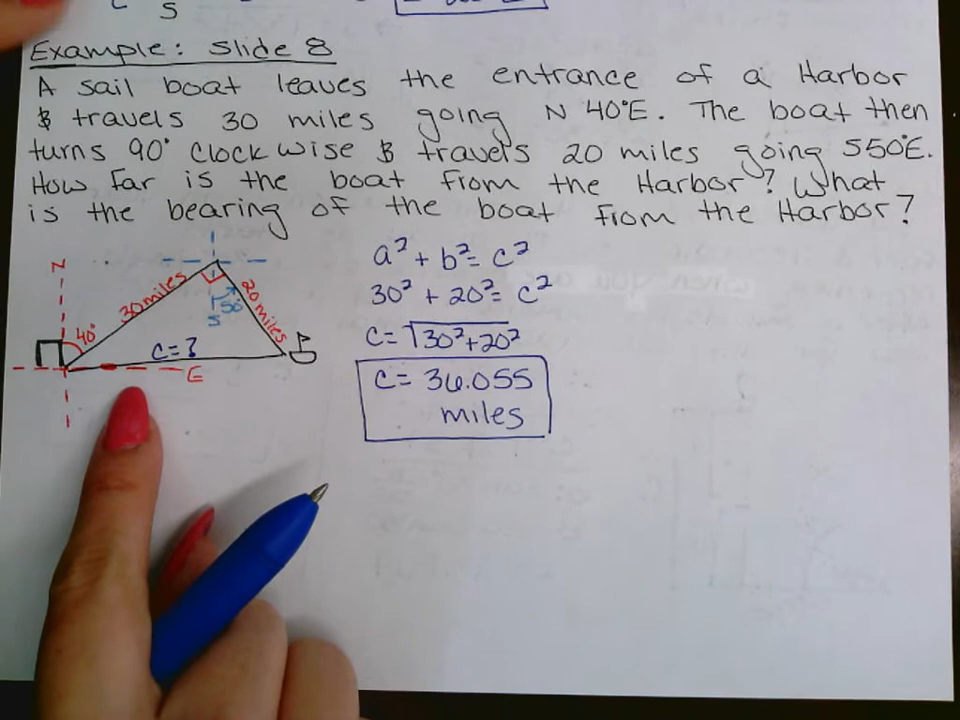 Example: Slide 8
A sail boat leaves the entrance of a Harbor
& travels 30 miles going N 40°E. The boat then
turns 90° clockwise & travels 20 miles going S50°E.
How far is the boat from the Harbor? What
is the bearing of the boat from the Harbor?
N
40°
30 miles
50°
S
20 miles
c=?
E
a² + b² = c²
30² + 20² = c²
c = √30²+20²
c = 36.055
miles